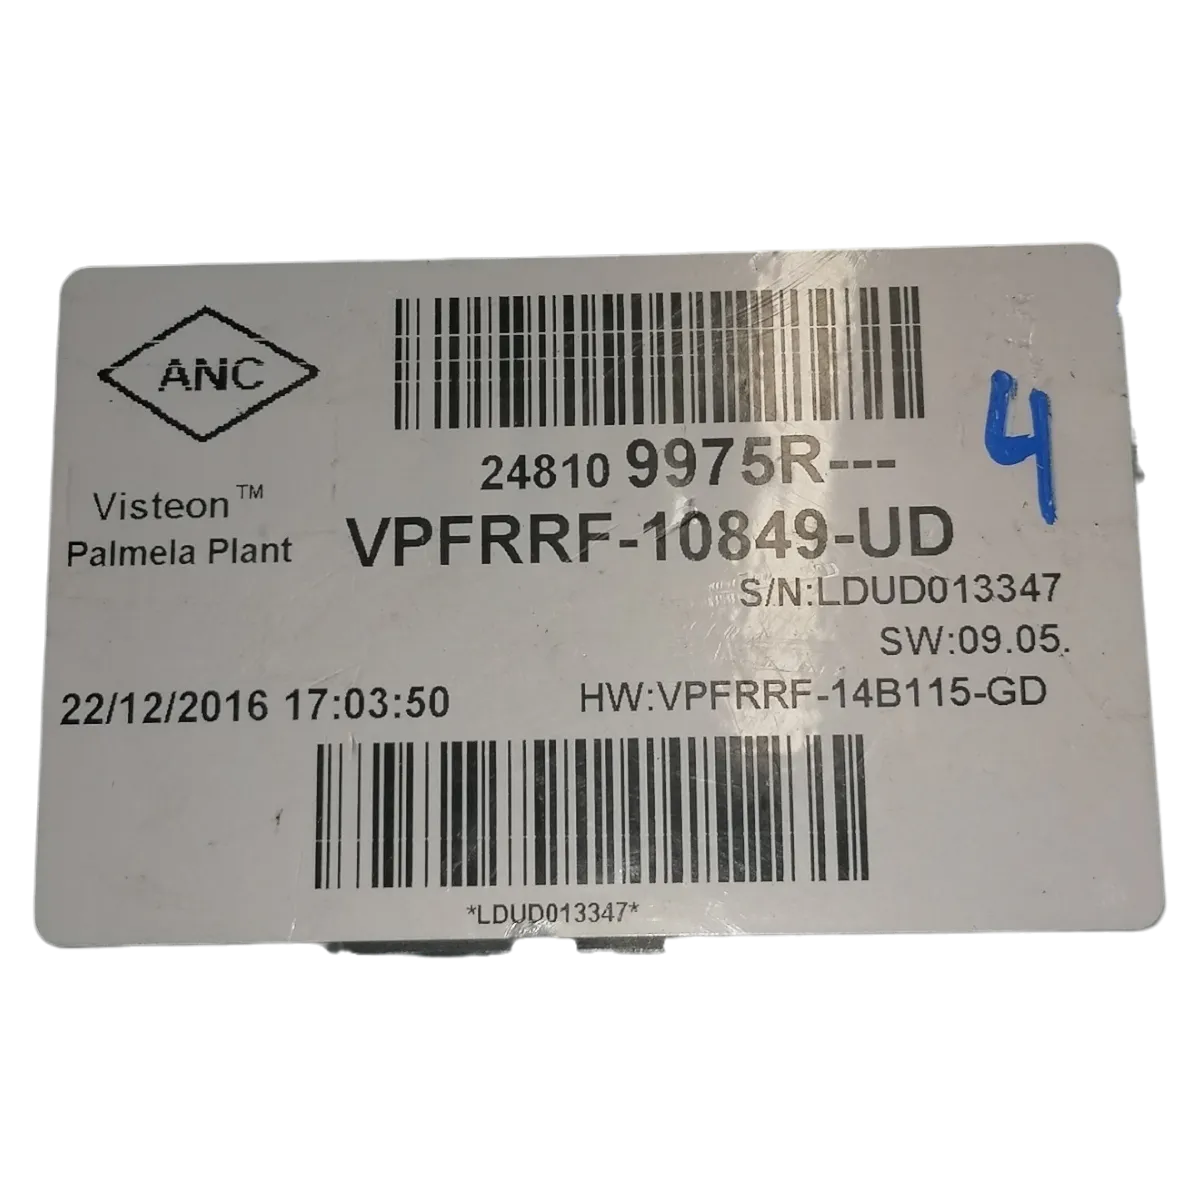 ANC
24810 9975R---
4
Visteon™
Palmela Plant
VPFRRF-10849-UD
S/N:LDUD013347
SW:09.05.
22/12/2016 17:03:50
HW:VPFRRF-14B115-GD
*LDUD013347*